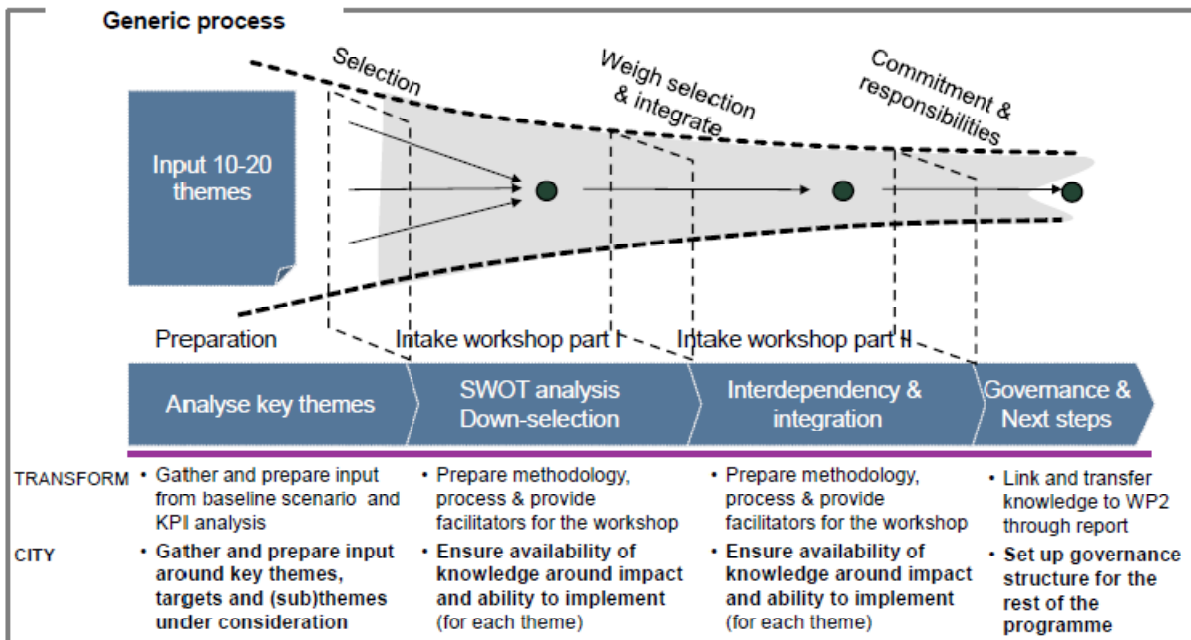 Generic process
Selection
Weigh selection
& integrate
Commitment &
responsibilities
Input 10-20
themes
Preparation
Intake workshop part I
Intake workshop part II
Analyse key themes
SWOT analysis
Down-selection
Interdependency &
integration
Governance &
Next steps
TRANSFORM
• Gather and prepare input
from baseline scenario and
KPI analysis
• Prepare methodology,
process & provide
facilitators for the workshop
• Prepare methodology,
process & provide
facilitators for the workshop
• Link and transfer
knowledge to WP2
through report
CITY
• Gather and prepare input
around key themes,
targets and (sub)themes
under consideration
• Ensure availability of
knowledge around impact
and ability to implement
(for each theme)
• Ensure availability of
knowledge around impact
and ability to implement
(for each theme)
• Set up governance
structure for the
rest of the
programme